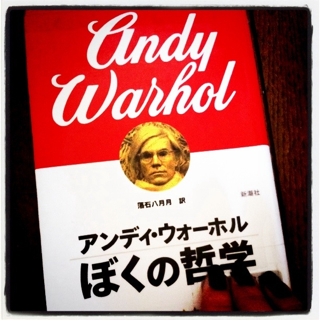 Andy
Warhol
落石八月月 訳
新潮社
アンディ・ウォーホル
ぼくの哲学